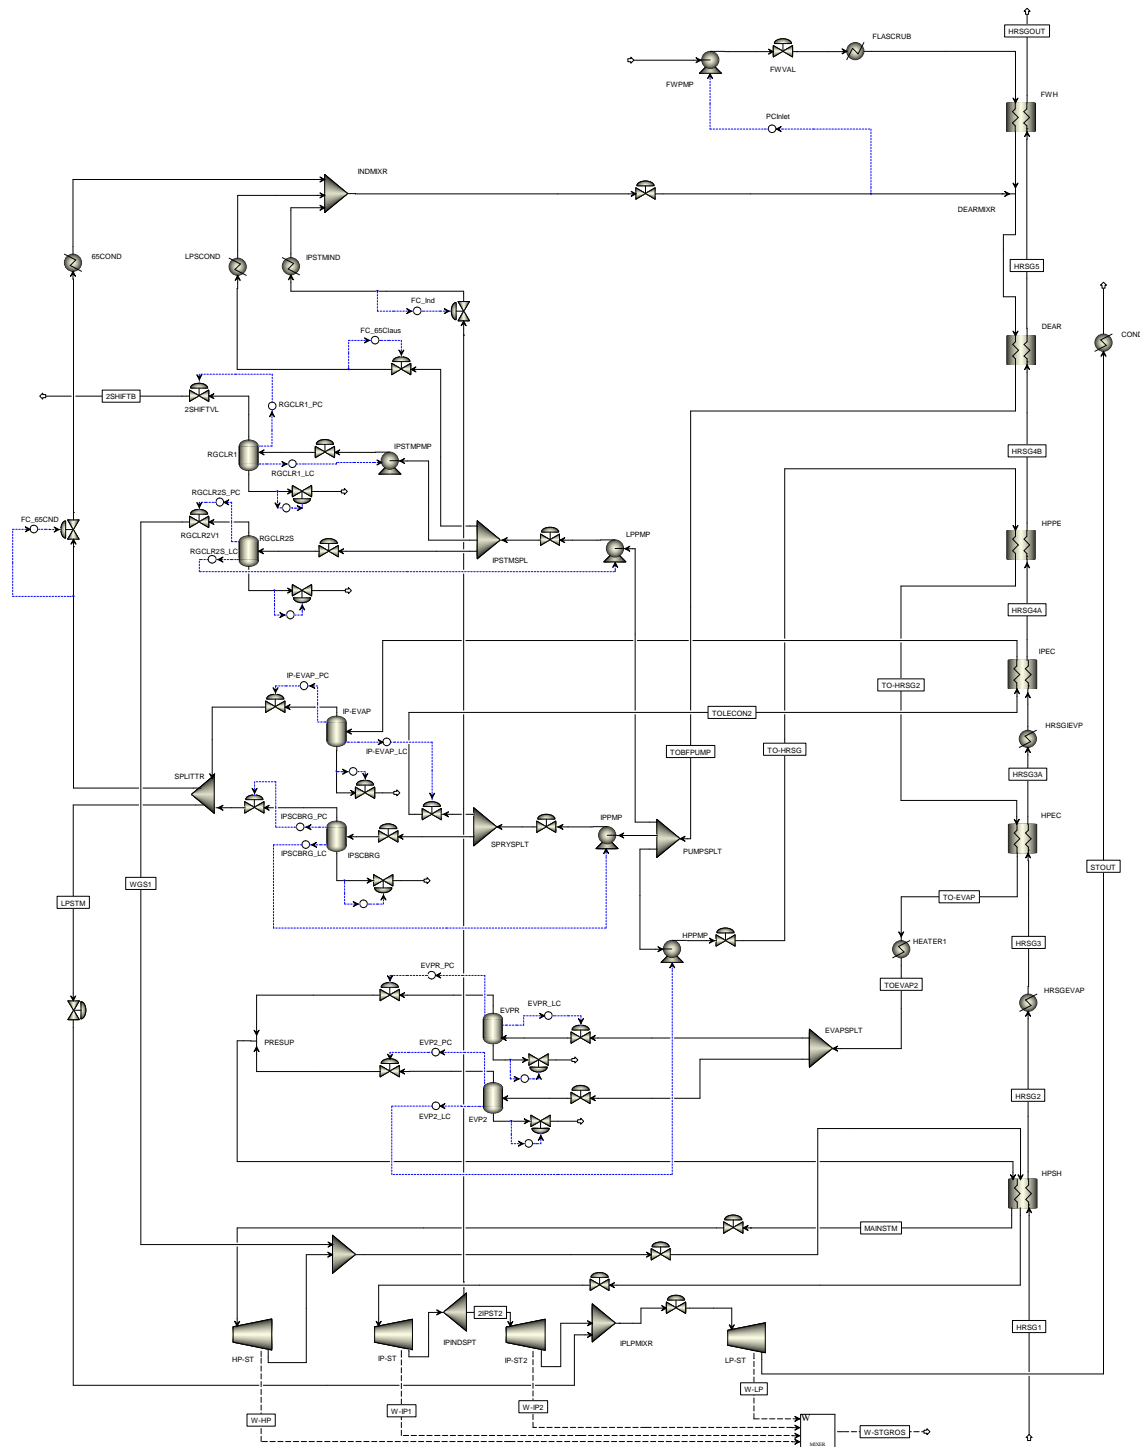 HRSGOUT
FLASCRUB
FWVAL
FWPMP
FWH
PCInlet
INDMIXR
DEARMIXR
65COND
LPSCOND
IPSTMIND
HRSG5
FC_Ind
FC_65Claus
DEAR
COND
2SHIFTB
2SHIFTVL
RGCLR1_PC
RGCLR1
IPSTMPMP
HRSG4B
RGCLR1_LC
RGCLR2S_PC
FC_65CND
RGCLR2V1
RGCLR2S
RGCLR2S_LC
IPSTMSPL
LPPMP
HPPE
HRSG4A
IPEC
IP-EVAP_PC
TO-HRSG2
IP-EVAP
TOLECON2
HRSGIEVP
IP-EVAP_LC
TOBFPUMP
TO-HRSG
SPLITTR
HRSG3A
IPSCBRG_PC
IPSCBRG_LC
IPSCBRG
SPRYSPLT
IPPMP
PUMPSPLT
HPEC
STOUT
WGS1
LPSTM
TO-EVAP
HPPMP
HEATER1
HRSG3
EVPR_PC
TOEVAP2
EVPR
EVPR_LC
HRSGEVAP
PRESUP
EVP2_PC
EVAPSPLT
EVP2_LC
EVP2
HRSG2
HPSH
MAINSTM
2IPST2
HRSG1
HP-ST
IP-ST
IPINDSPT
IP-ST2
IPLPMIXR
LP-ST
W-LP
W-HP
W-IP1
W-IP2
W
W-STGROS
MIXER